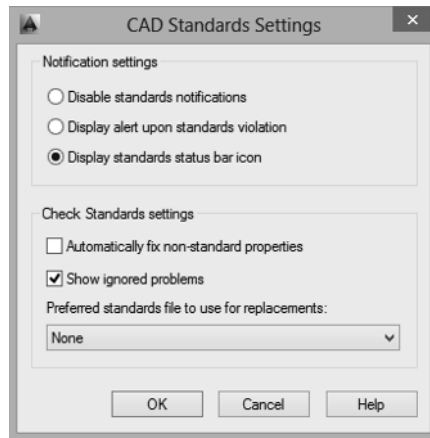 CAD Standards Settings
Notification settings
Disable standards notifications
Display alert upon standards violation
Display standards status bar icon
Check Standards settings
Automatically fix non-standard properties
Show ignored problems
Preferred standards file to use for replacements:
None
OK Cancel Help